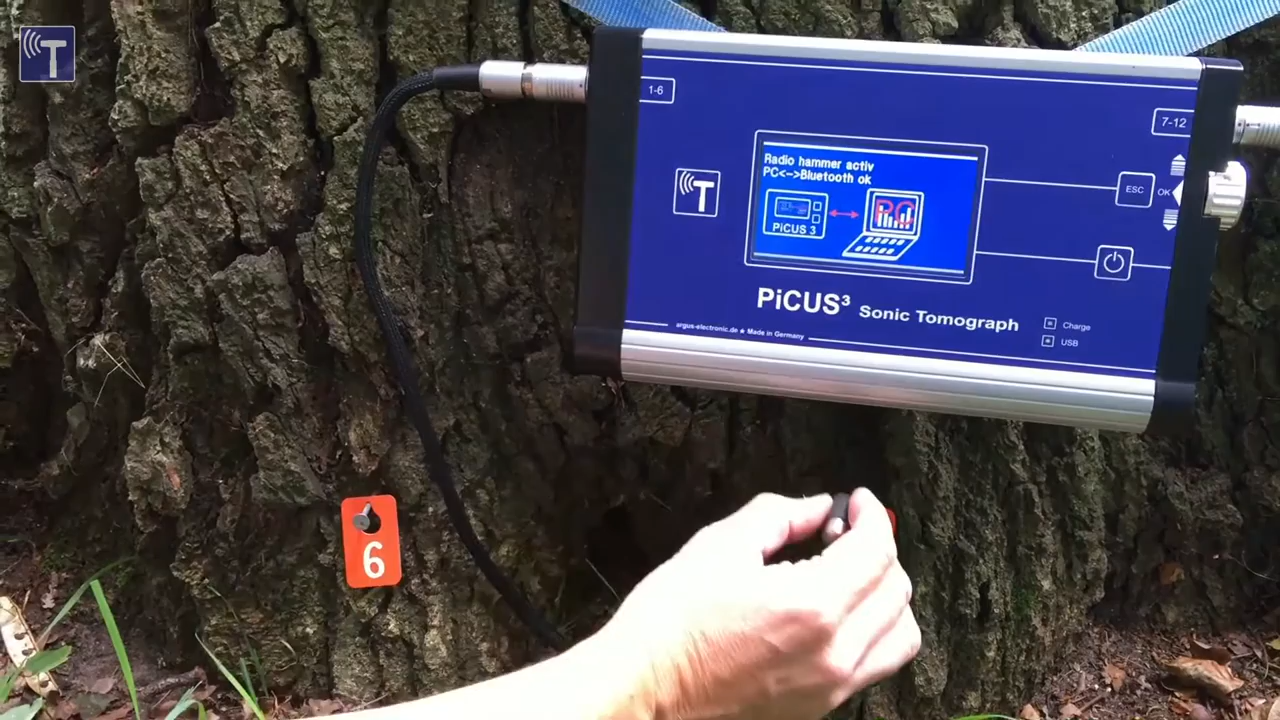 T
1-6
7-12
T
Radio hammer activ
PC<->Bluetooth ok
PiCUS 3
PC
ESC
OK
PiCUS³ Sonic Tomograph
argus-electronic.de ★ Made in Germany
Charge
USB
6